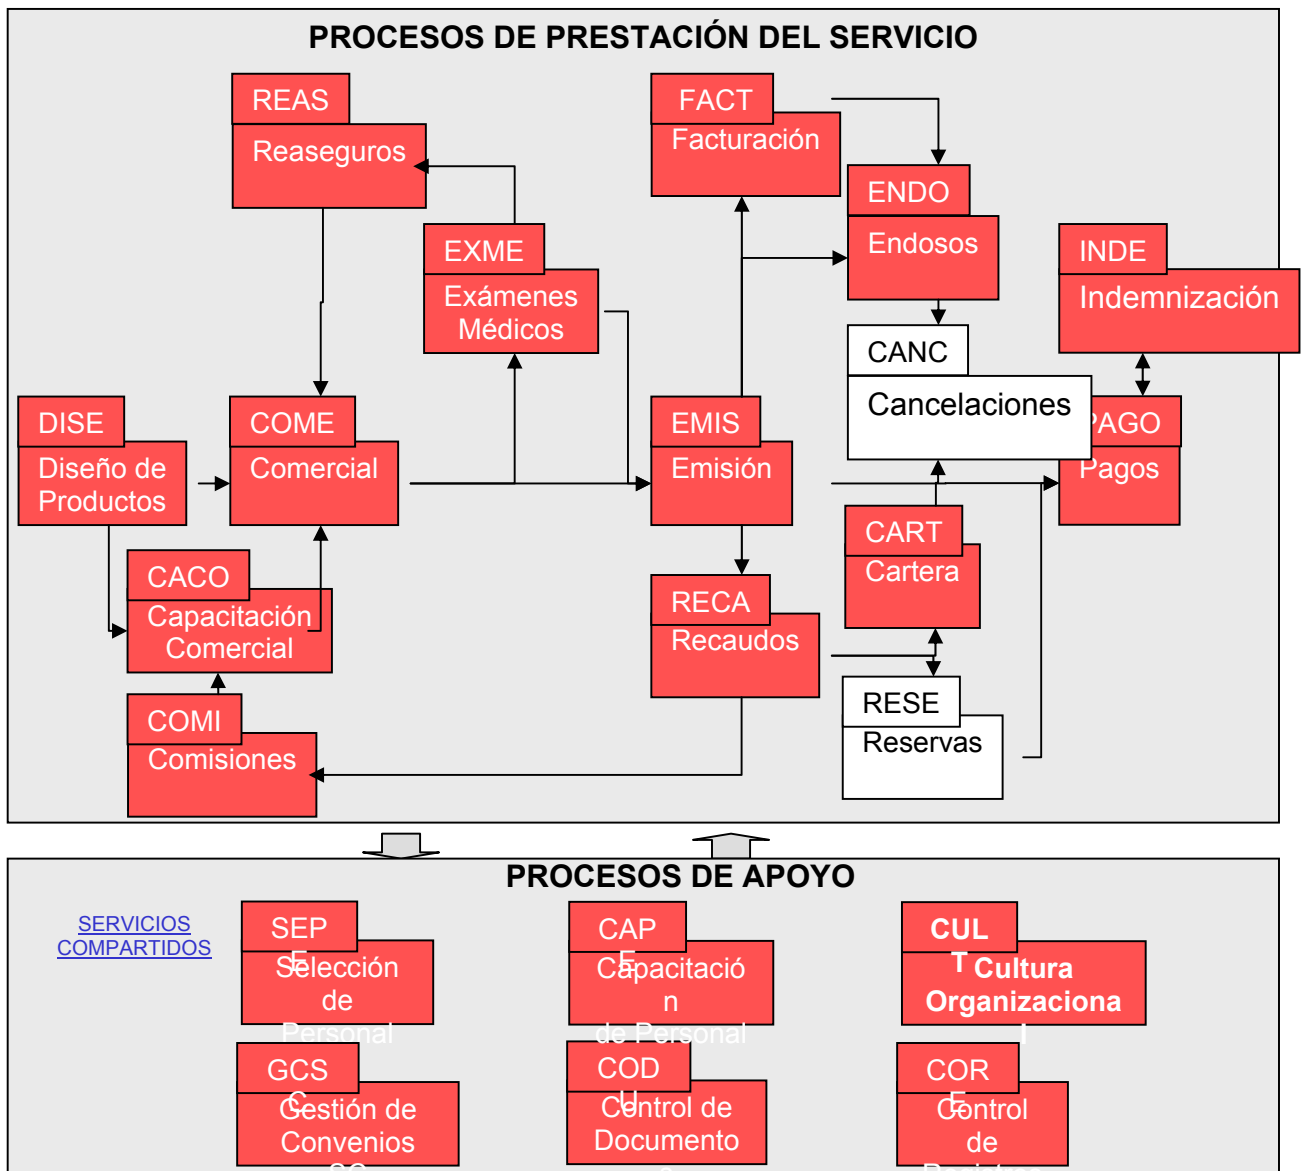 PROCESOS DE PRESTACIÓN DEL SERVICIO
REAS
Reaseguros
FACT
Facturación
EXME
Exámenes
Médicos
ENDO
Endosos
INDE
Indemnización
CANC
Cancelaciones
DISE
Diseño de
Productos
COME
Comercial
EMIS
Emisión
PAGO
Pagos
CACO
Capacitación
Comercial
CART
Cartera
RECA
Recaudos
COMI
Comisiones
RESE
Reservas
PROCESOS DE APOYO
SERVICIOS
COMPARTIDOS
SEP
E
Selección
de
Personal
CAP
E
Capacitació
n
de Personal
CUL
T
Cultura
Organizaciona
l
GCS
C
Gestión de
Convenios
COD
U
Control de
Documento
COR
E
Control
de